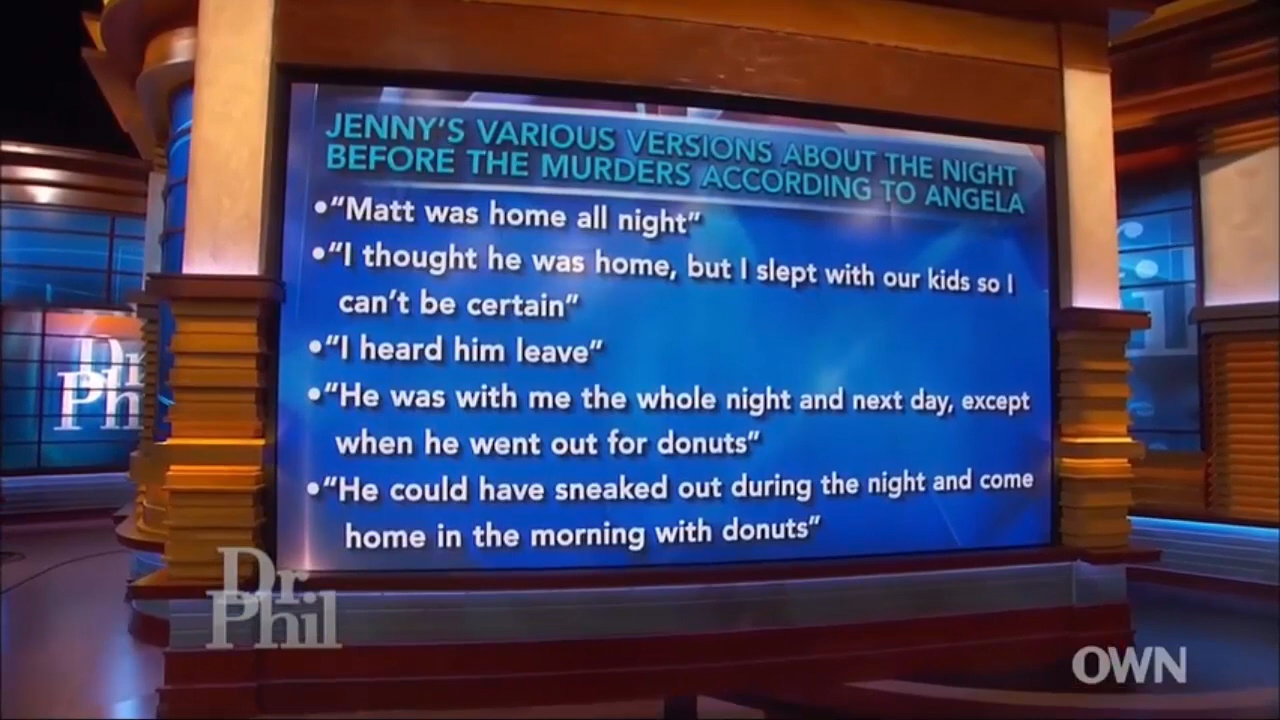 JENNY'S VARIOUS VERSIONS ABOUT THE NIGHT
BEFORE THE MURDERS ACCORDING TO ANGELA
•"Matt was home all night"
•"I thought he was home, but I slept with our kids so I
can't be certain"
•"I heard him leave"
•"He was with me the whole night and next day, except
when he went out for donuts"
•"He could have sneaked out during the night and come
home in the morning with donuts"
Dr.
Ph
Dr.
Phil
OWN